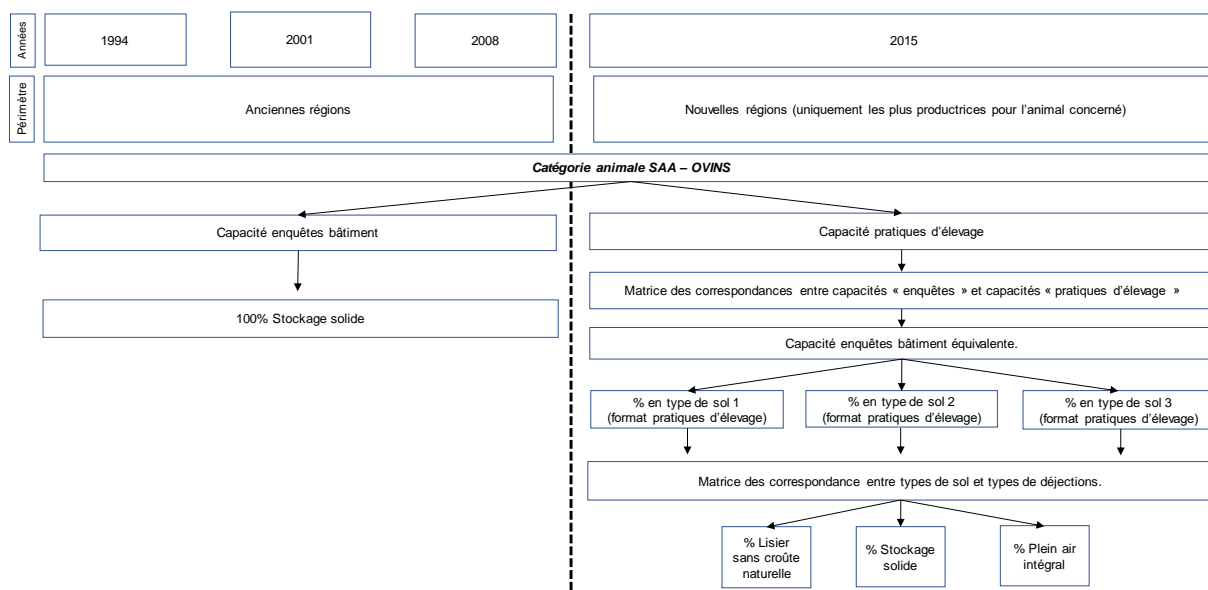 Années
1994
2001
2008
2015
Périmètre
Anciennes régions
Nouvelles régions (uniquement les plus productrices pour l'animal concerné)
Catégorie animale SAA – OVINS
Capacité enquêtes bâtiment
Capacité pratiques d'élevage
100% Stockage solide
Matrice des correspondances entre capacités « enquêtes » et capacités « pratiques d'élevage »
Capacité enquêtes bâtiment équivalente.
% en type de sol 1
(format pratiques d'élevage)
% en type de sol 2
(format pratiques d'élevage)
% en type de sol 3
(format pratiques d'élevage)
Matrice des correspondance entre types de sol et types de déjections.
% Lisier
sans croûte
naturelle
% Stockage
solide
% Plein air
intégral